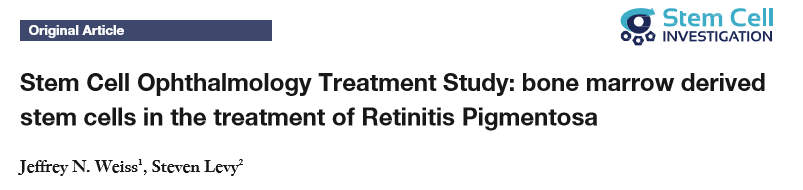 Original Article
Stem Cell
INVESTIGATION
Stem Cell Ophthalmology Treatment Study: bone marrow derived
stem cells in the treatment of Retinitis Pigmentosa
Jeffrey N. Weiss¹, Steven Levy²